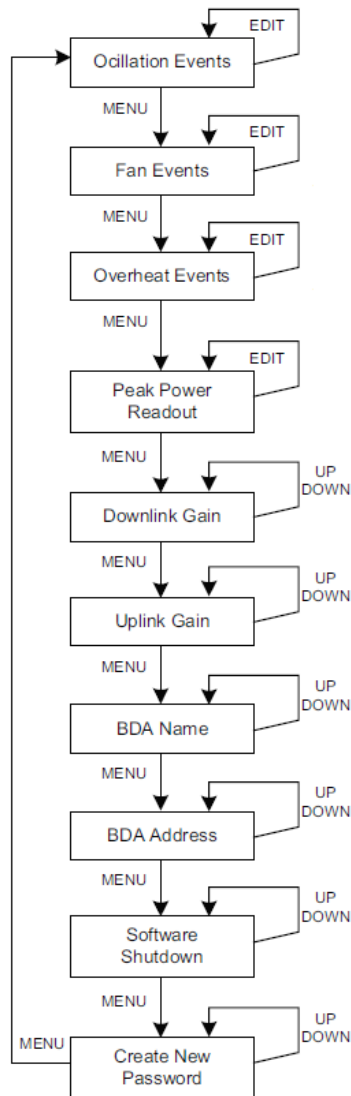 EDIT
Ocillation Events
MENU
EDIT
Fan Events
MENU
EDIT
Overheat Events
MENU
EDIT
Peak Power
Readout
MENU
UP
DOWN
Downlink Gain
MENU
UP
DOWN
Uplink Gain
MENU
UP
DOWN
BDA Name
MENU
UP
DOWN
BDA Address
MENU
UP
DOWN
Software
Shutdown
MENU
UP
DOWN
MENU
Create New
Password